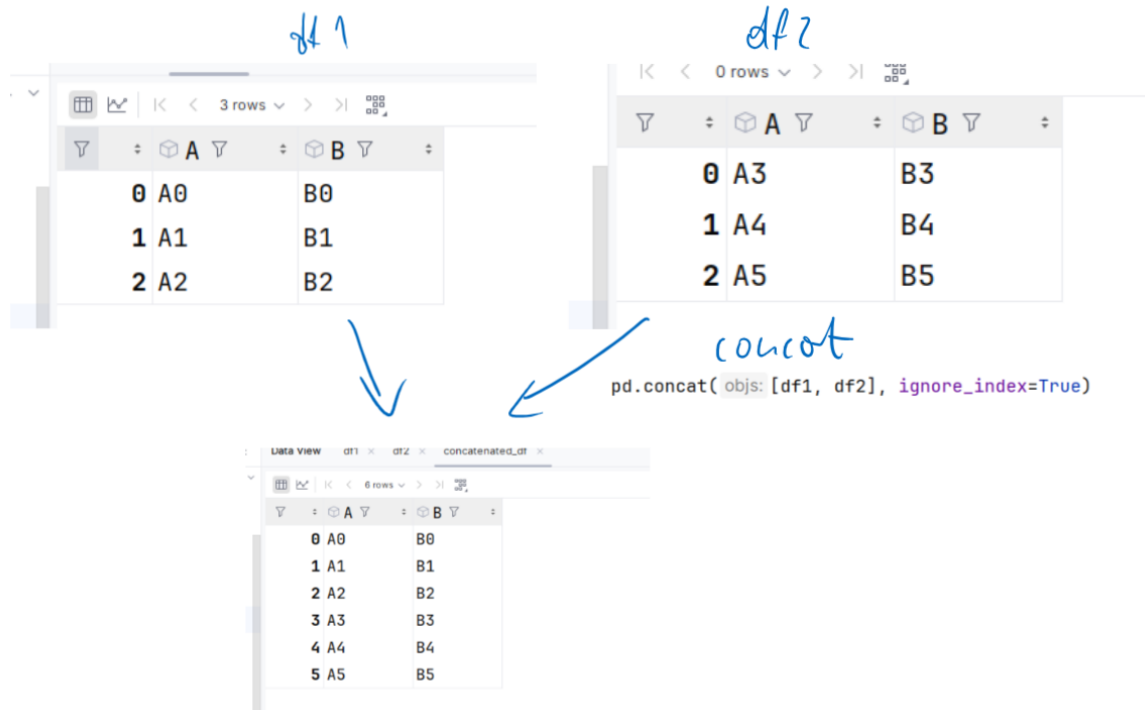 df 1
df2
3 rows
A B
0 A0 B0
1 A1 B1
2 A2 B2
0 rows
A B
0 A3 B3
1 A4 B4
2 A5 B5
concat
pd.concat( objs: [df1, df2], ignore_index=True)
Data View df1 × df2 × concatenated_df ×
6 rows
A B
0 A0 B0
1 A1 B1
2 A2 B2
3 A3 B3
4 A4 B4
5 A5 B5